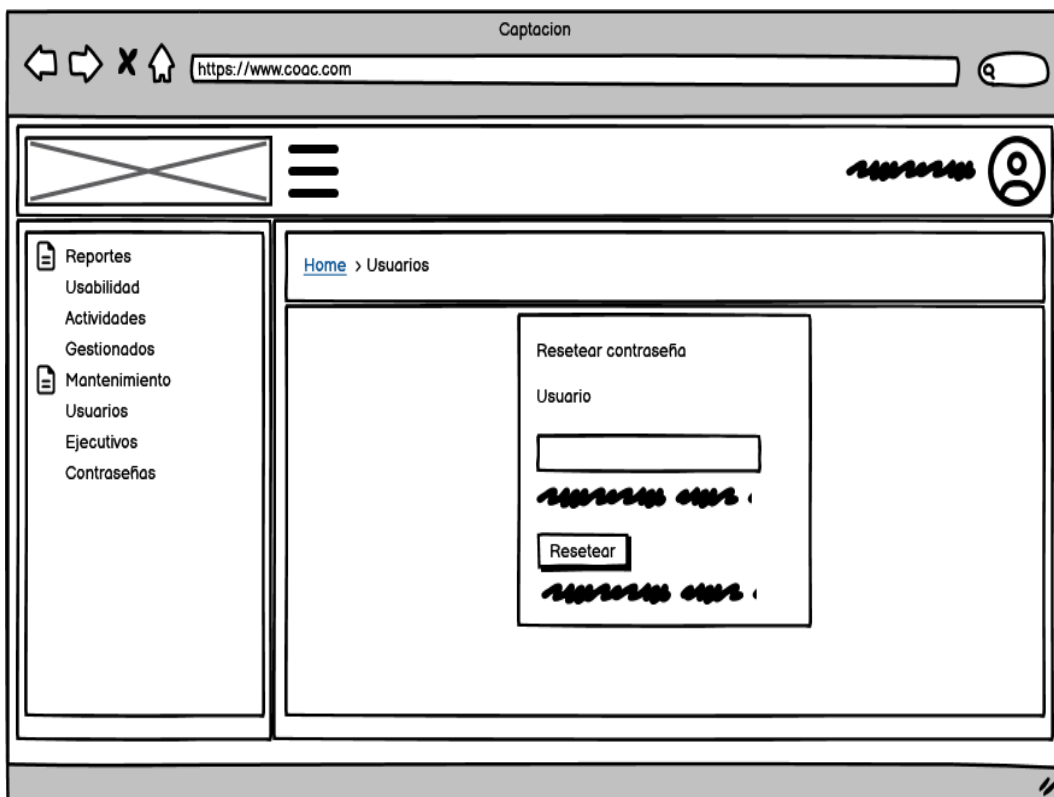 Captacion
https://www.coac.com
Reportes
Usabilidad
Actividades
Gestionados
Mantenimiento
Usuarios
Ejecutivos
Contraseñas
Home > Usuarios
Resetear contraseña
Usuario
Resetear